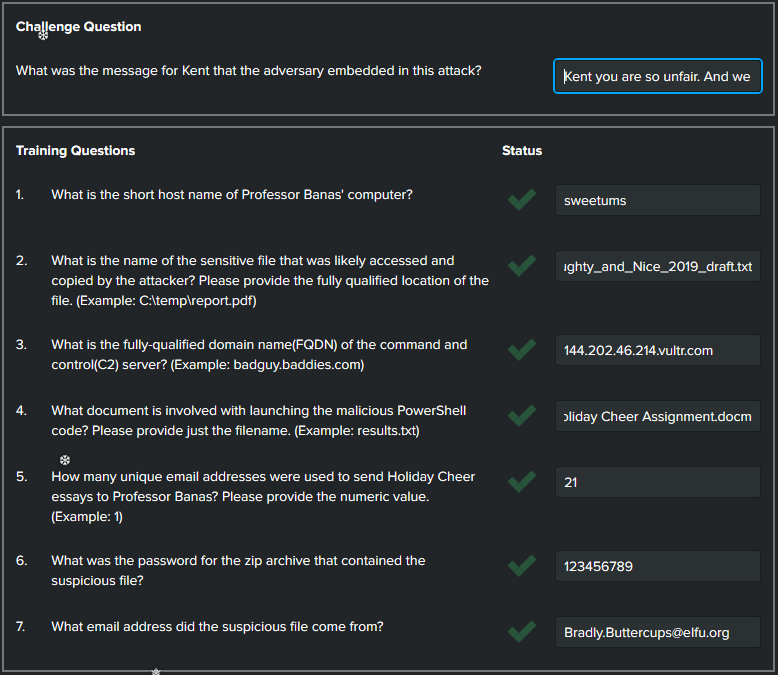 Challenge Question
What was the message for Kent that the adversary embedded in this attack?
Kent you are so unfair. And we
Training Questions
Status
1. What is the short host name of Professor Banas' computer?
sweetums
2. What is the name of the sensitive file that was likely accessed and
copied by the attacker? Please provide the fully qualified location of the
file. (Example: C:\temp\report.pdf)
ughty_and_Nice_2019_draft.txt
3. What is the fully-qualified domain name(FQDN) of the command and
control(C2) server? (Example: badguy.baddies.com)
144.202.46.214.vultr.com
4. What document is involved with launching the malicious PowerShell
code? Please provide just the filename. (Example: results.txt)
oliday Cheer Assignment.docm
5. How many unique email addresses were used to send Holiday Cheer
essays to Professor Banas? Please provide the numeric value.
(Example: 1)
21
6. What was the password for the zip archive that contained the
suspicious file?
123456789
7. What email address did the suspicious file come from?
Bradly.Buttercups@elfu.org